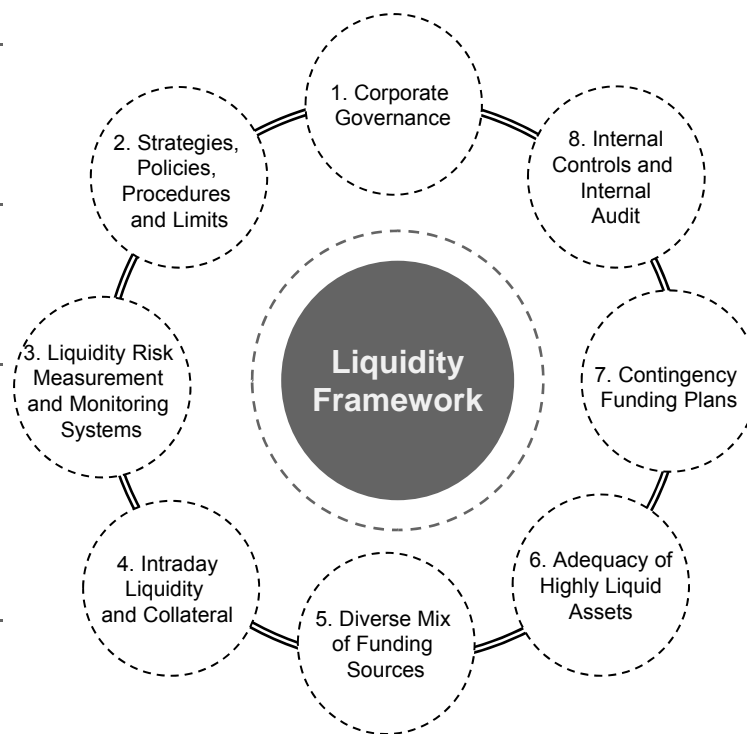 1. Corporate
Governance
2. Strategies,
Policies,
Procedures
and Limits
3. Liquidity Risk
Measurement
and Monitoring
Systems
4. Intraday
Liquidity
and Collateral
5. Diverse Mix
of Funding
Sources
6. Adequacy of
Highly Liquid
Assets
7. Contingency
Funding Plans
8. Internal
Controls and
Internal
Audit
Liquidity
Framework